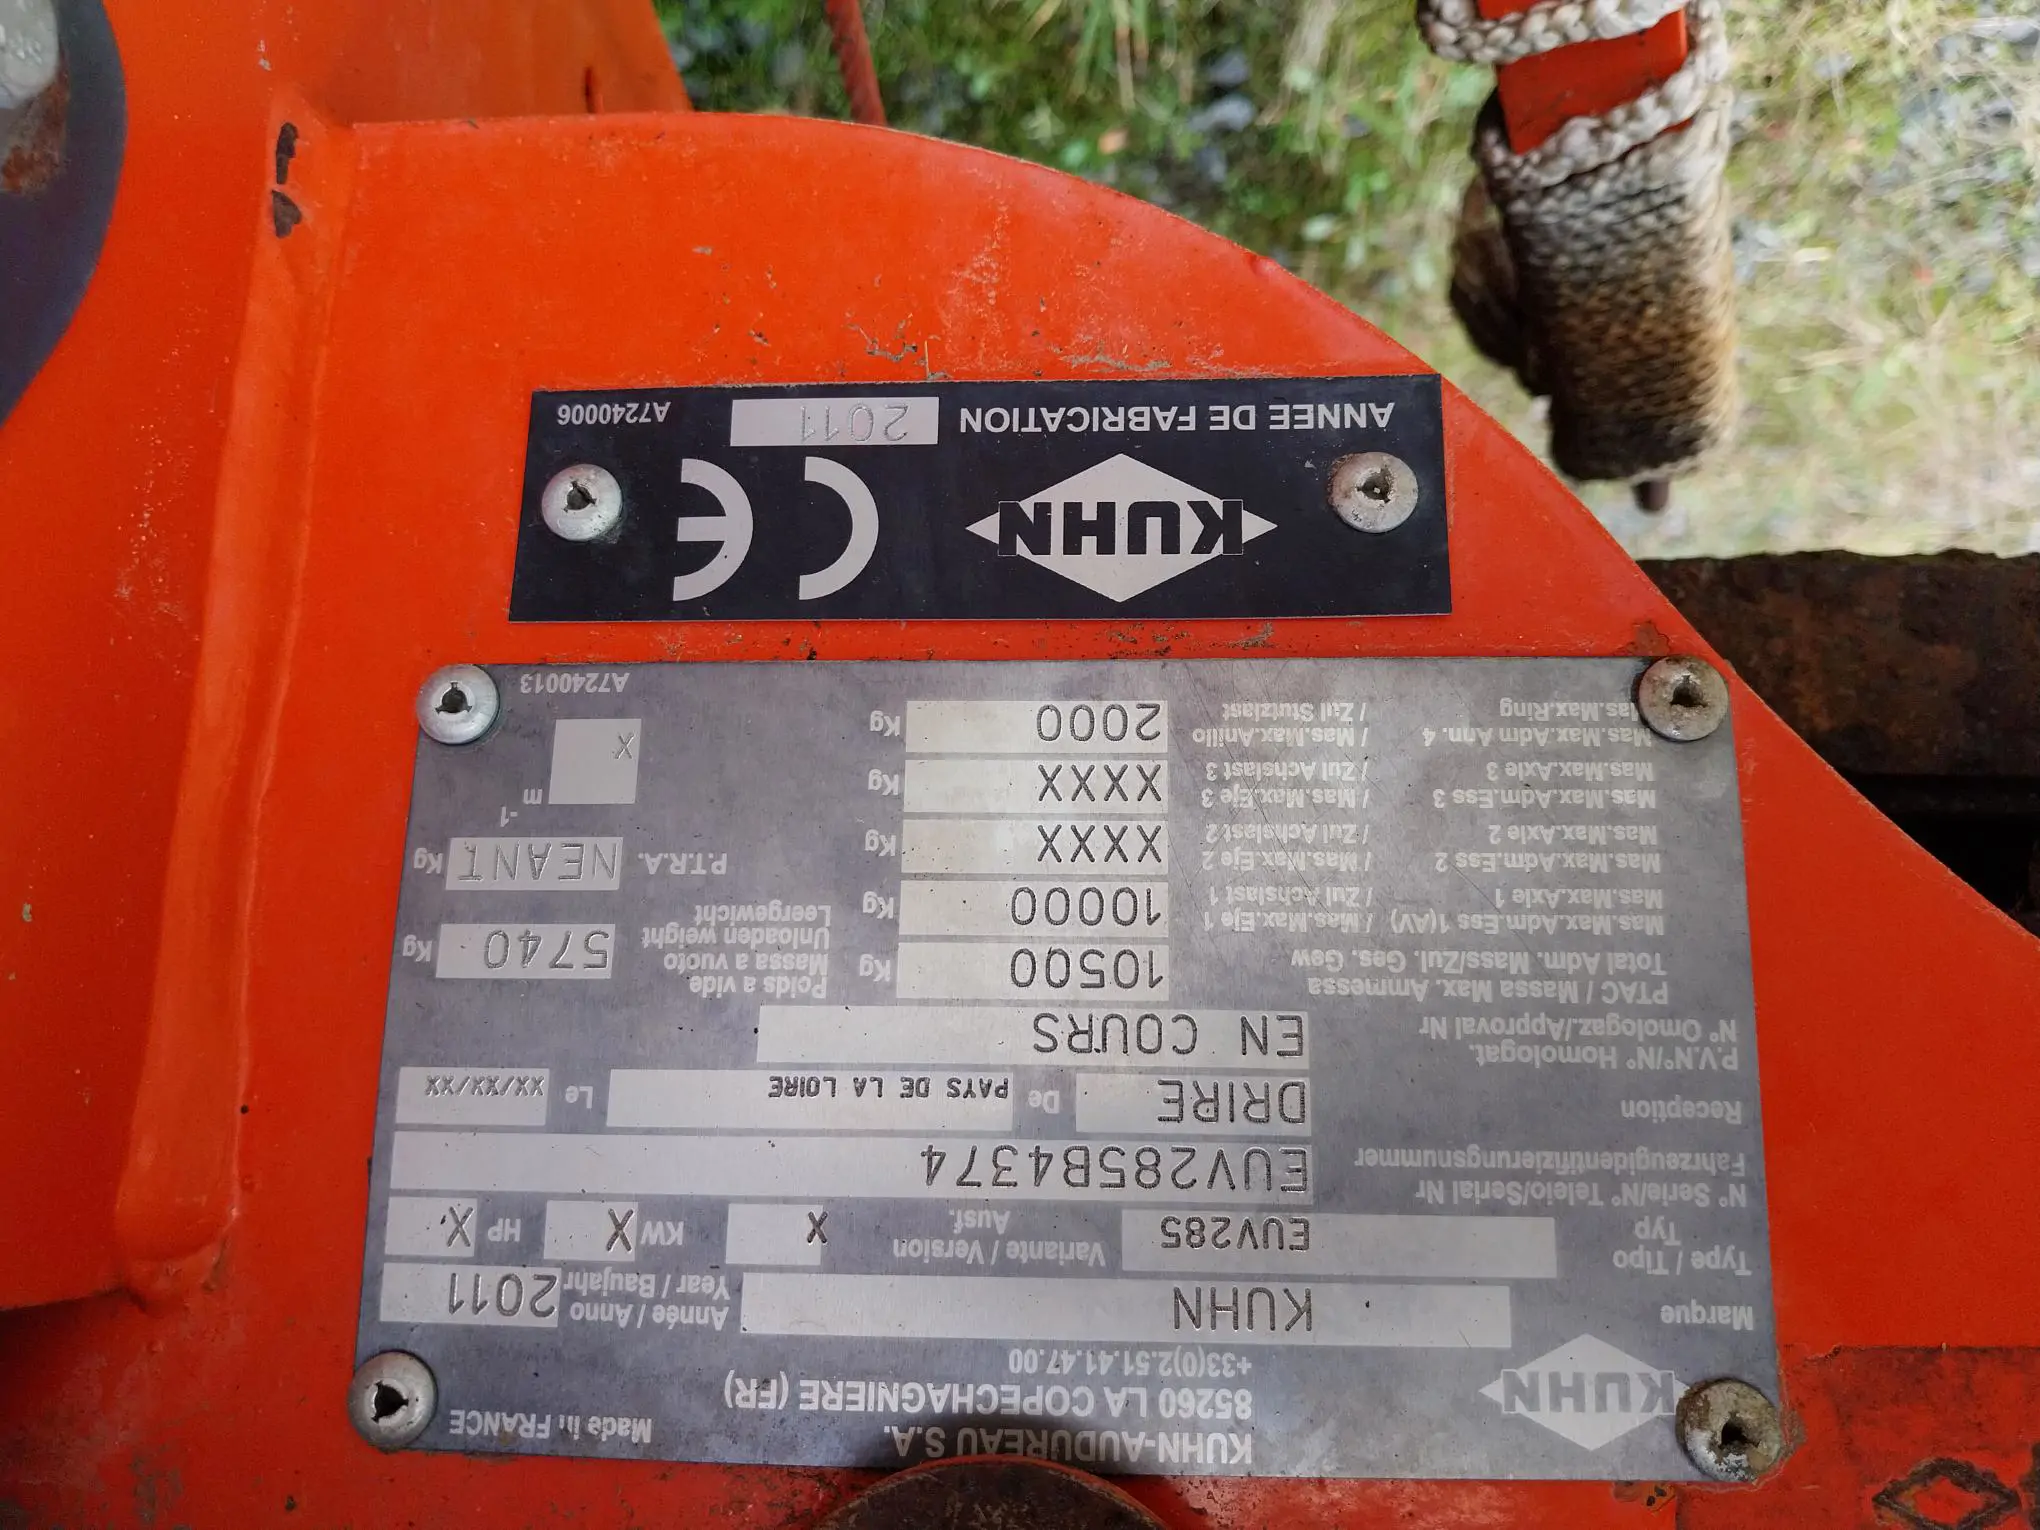 KUHN
KUHN-AUDUREAU S.A.
85260 LA COPECHAGNIERE (FR)
+33(0)2.51.41.47.00
Made in FRANCE
Marque KUHN Année / Anno 2011
Year / Baujahr
Type / Tipo EUV285 Variante / Version X KW X HP X
Typ Ausf.
N° Serie/N° Teleio/Serial Nr EUV285B4374
Fahrzeugidentifizierungsnummer
Reception DRIRE De PAYS DE LA LOIRE Le XX/XX/XX
P.V.N°/N° Homologat. EN COURS
N° Omologaz./Approval Nr
PTAC / Massa Max. Ammessa 10500 Kg
Total Adm. Mass/Zul. Ges. Gew
Poids a vide 5740 Kg
Massa a vuoto
Unloaden weight
Leergewicht
Mas.Max.Adm.Ess 1(AV) / Mas.Max.Eje 1 10000 Kg
Mas.Max.Axle 1 / Zul Achslast 1
P.T.R.A. NEANT Kg
Mas.Max.Adm.Ess 2 / Mas.Max.Eje 2 XXXX Kg
Mas.Max.Axle 2 / Zul Achslast 2
Mas.Max.Adm.Ess 3 / Mas.Max.Eje 3 XXXX Kg
Mas.Max.Axle 3 / Zul Achslast 3
m -1 X
Mas.Max.Adm Ann. 4 / Mas.Max.Anillo 2000 Kg
Mas.Max.Ring / Zul Stutzlast
A7240013
KUHN CE
ANNEE DE FABRICATION 2011 A7240006